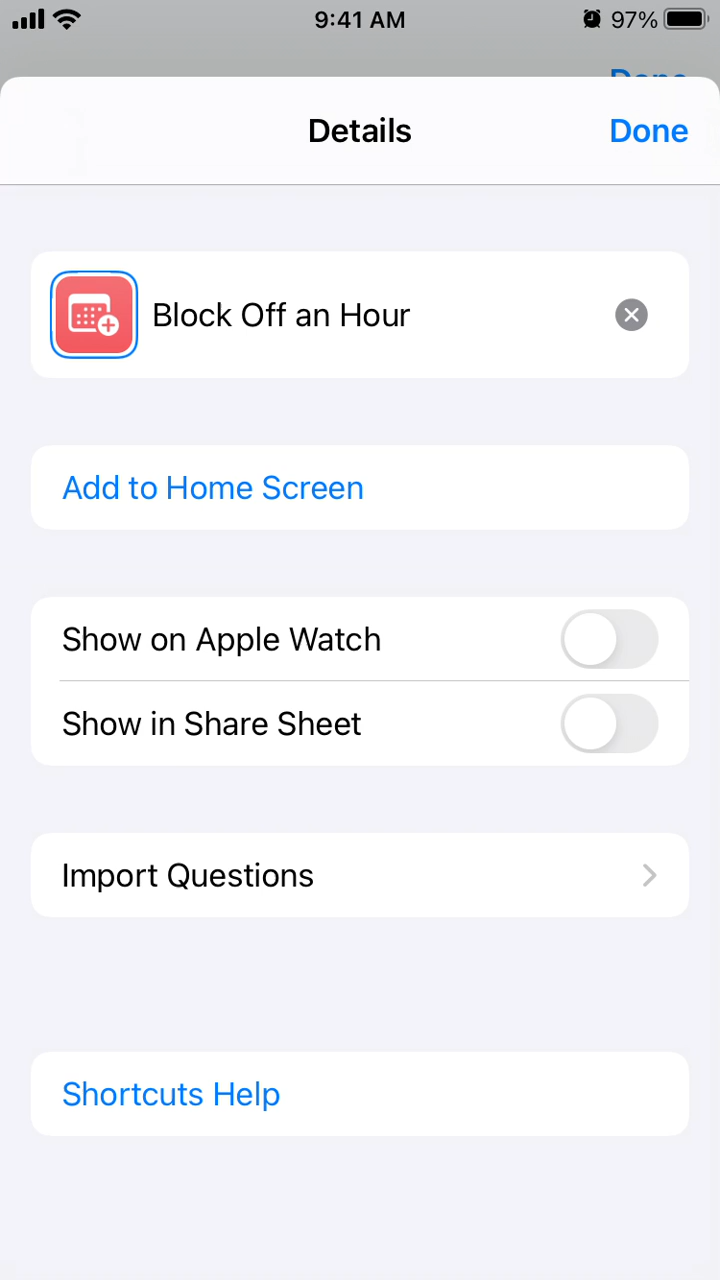 9:41 AM
97%
Done
Details
Done
Block Off an Hour
Add to Home Screen
Show on Apple Watch
Show in Share Sheet
Import Questions
Shortcuts Help